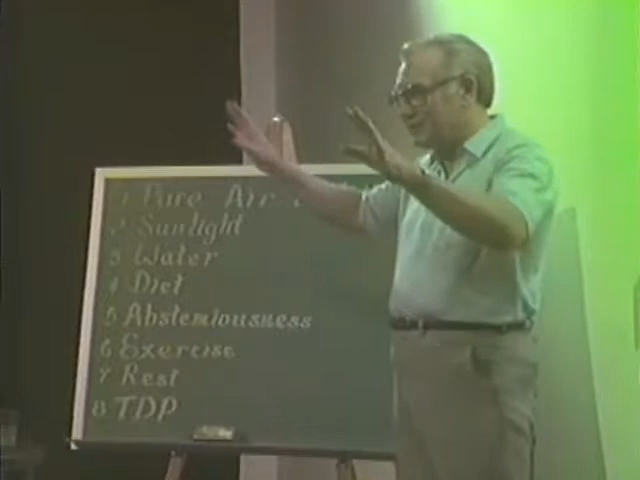 1 Pure Air
2 Sunlight
3 Water
4 Diet
5 Abstemiousness
6 Exercise
7 Rest
8 TDP